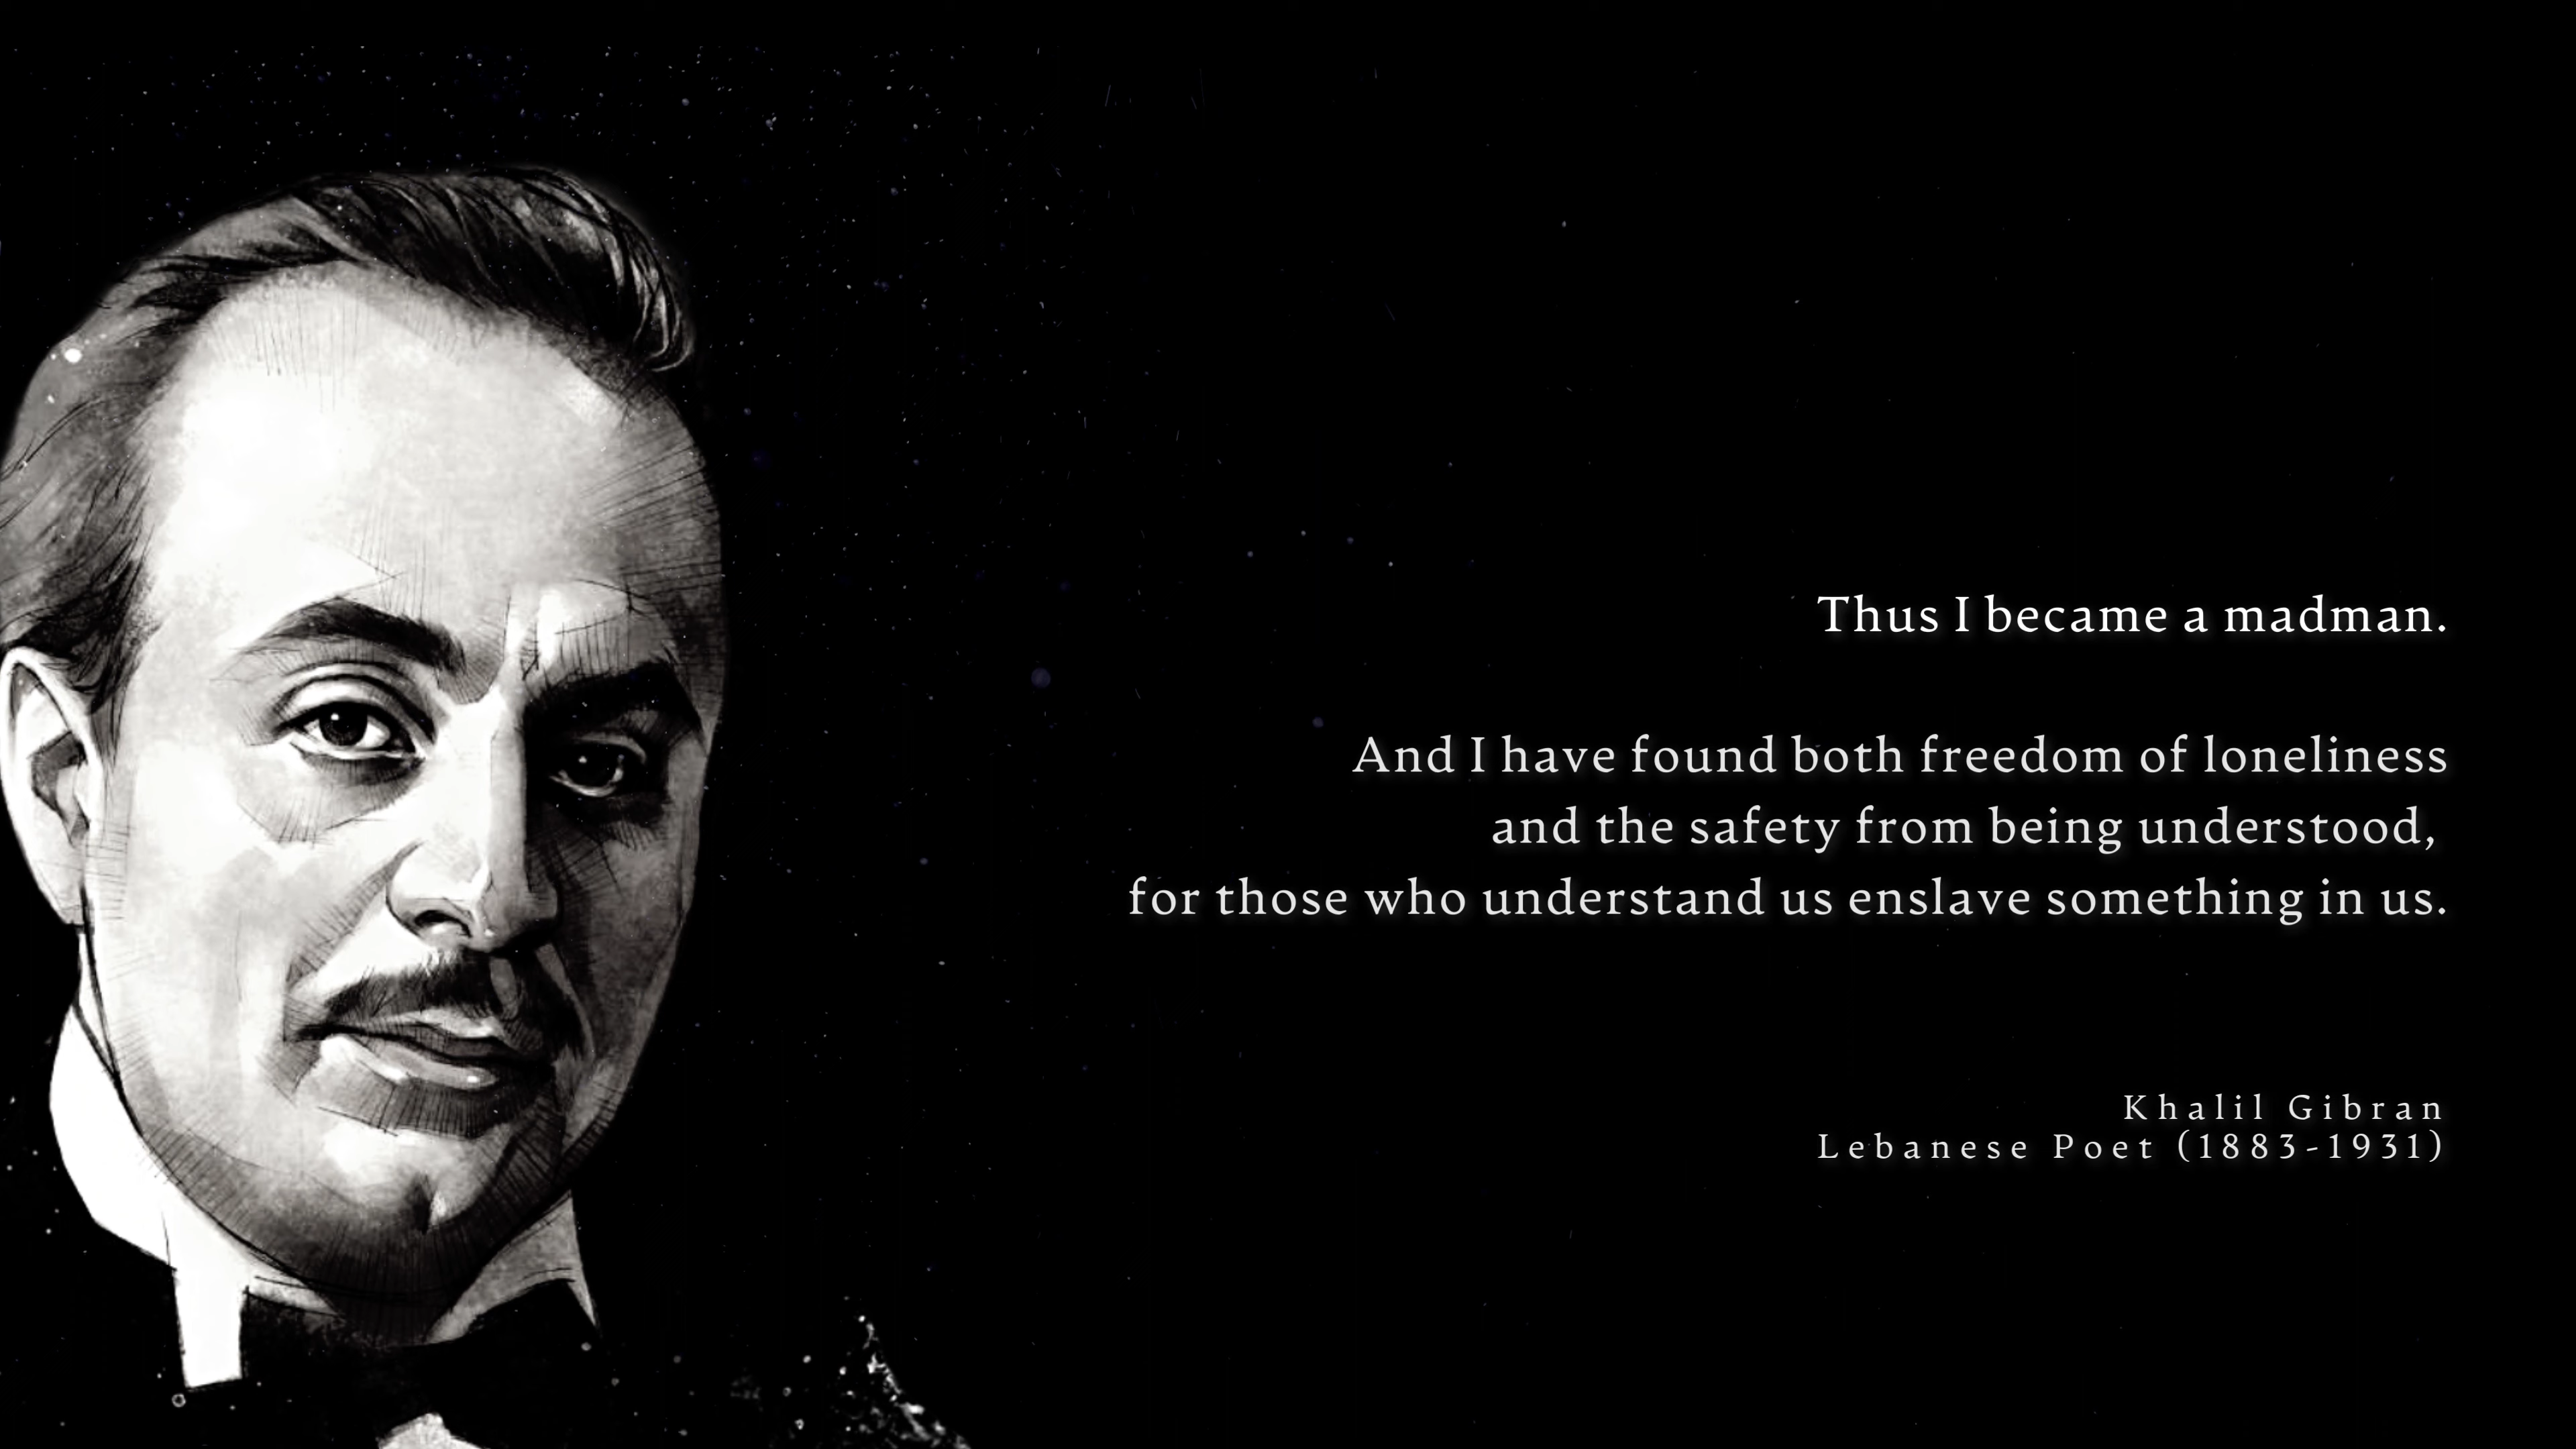 Thus I became a madman.
And I have found both freedom of loneliness
and the safety from being understood,
for those who understand us enslave something in us.
Khalil Gibran
Lebanese Poet (1883-1931)